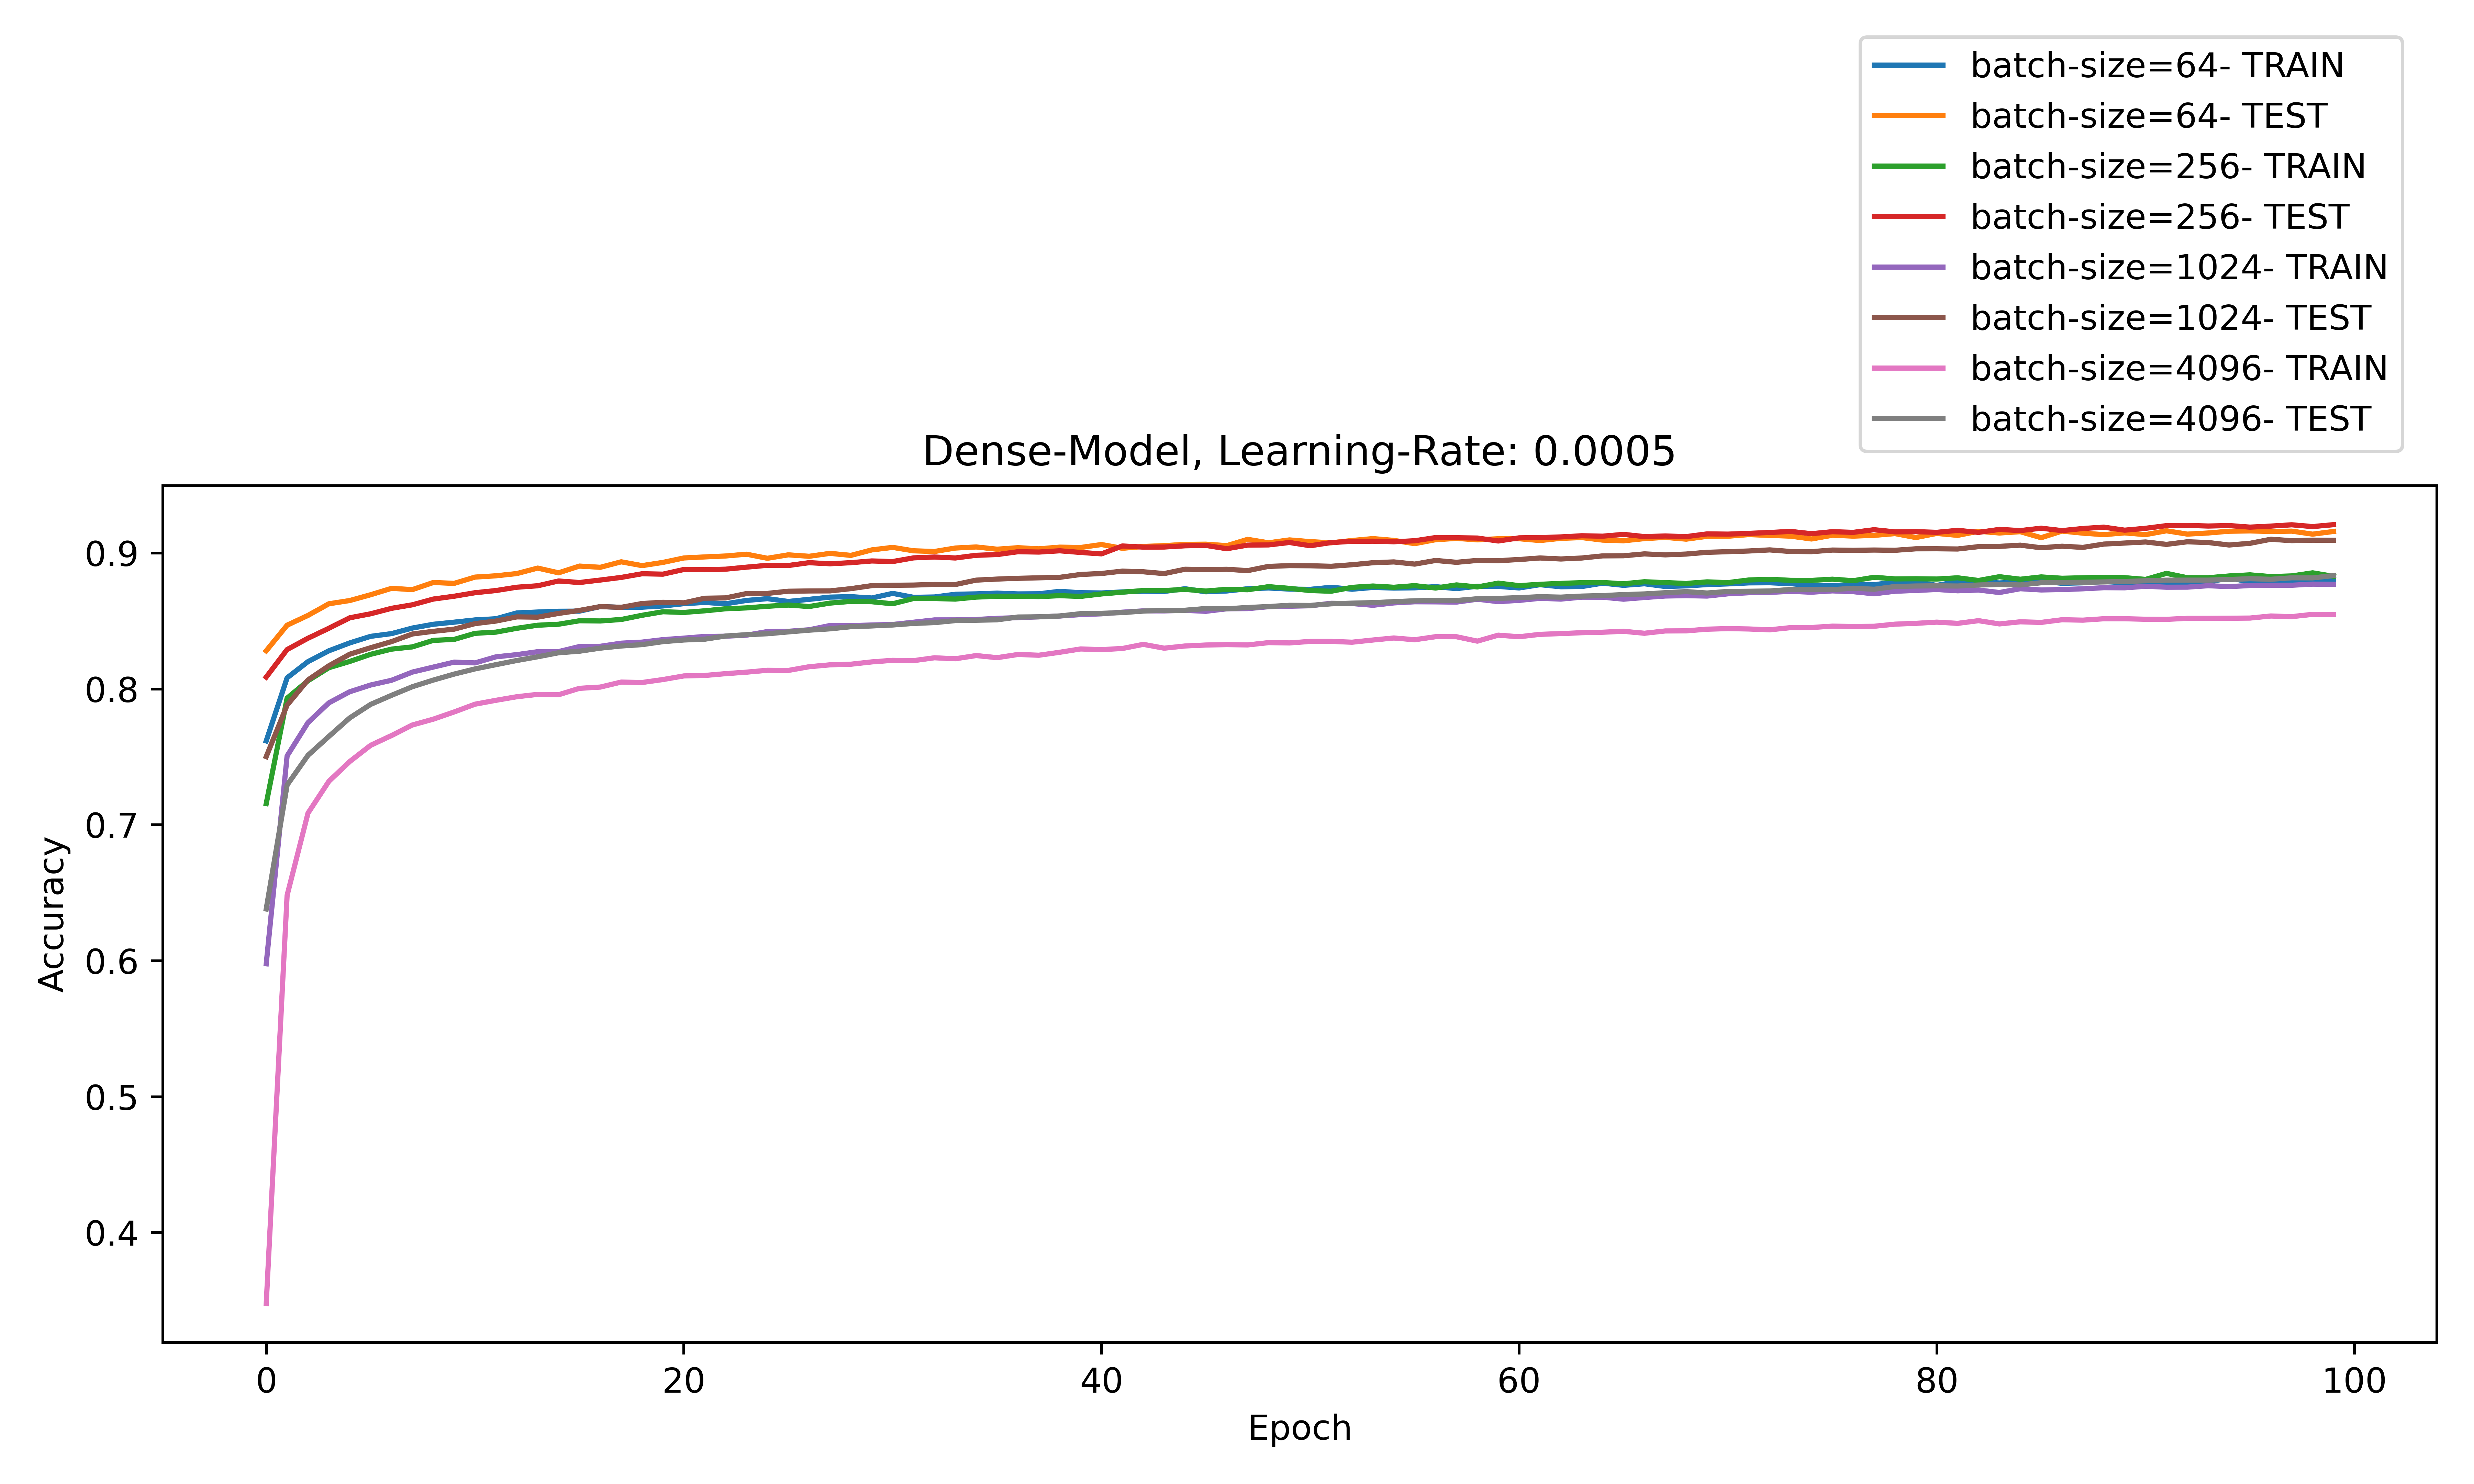 batch-size=64- TRAIN
batch-size=64- TEST
batch-size=256- TRAIN
batch-size=256- TEST
batch-size=1024- TRAIN
batch-size=1024- TEST
batch-size=4096- TRAIN
batch-size=4096- TEST
Dense-Model, Learning-Rate: 0.0005
Accuracy
0.9
0.8
0.7
0.6
0.5
0.4
0 20 40 60 80 100
Epoch